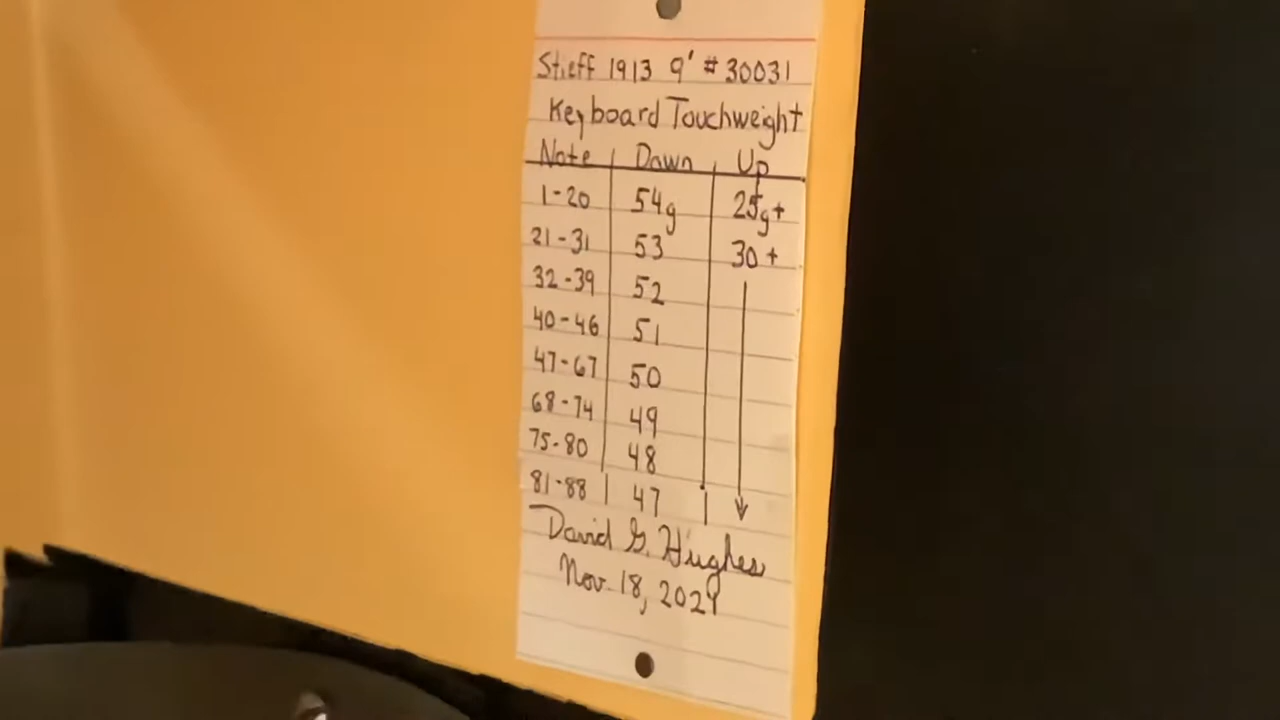 Stieff 1913 9' # 30031
Keyboard Touchweight
Note Down Up
1-20 54g 25g+
21-31 53 30+
32-39 52
40-46 51
47-67 50
68-74 49
75-80 48
81-88 47
David G. Hughes
Nov. 18, 2024